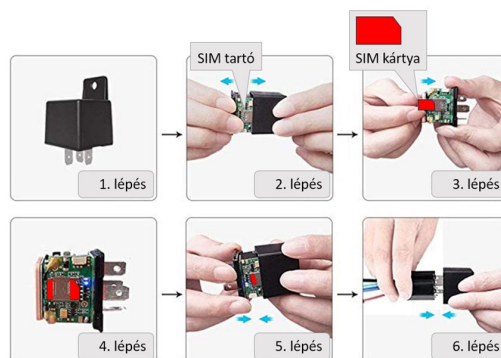 SIM tartó
SIM kártya
1. lépés
2. lépés
3. lépés
4. lépés
5. lépés
6. lépés